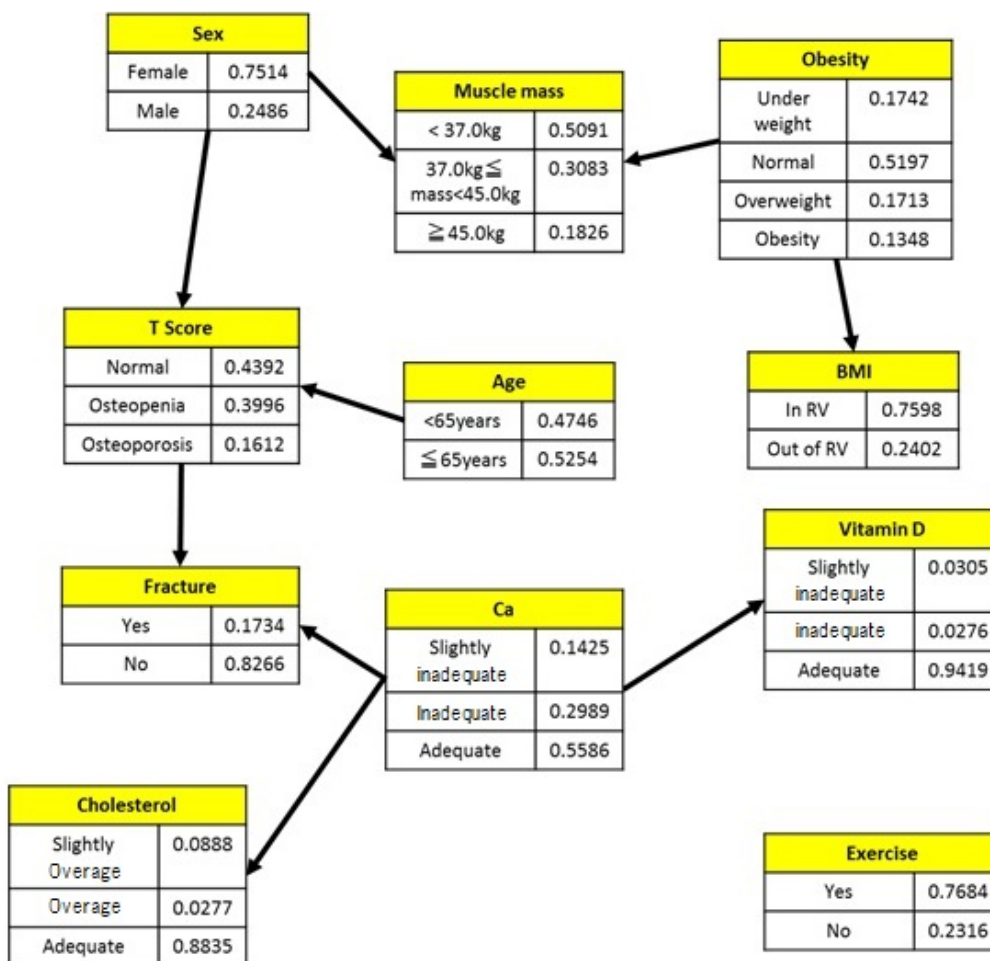 Sex
Female 0.7514
Male 0.2486
Muscle mass
< 37.0kg 0.5091
37.0kg≦ 0.3083
mass<45.0kg
≧45.0kg 0.1826
Obesity
Under 0.1742
weight
Normal 0.5197
Overweight 0.1713
Obesity 0.1348
T Score
Normal 0.4392
Osteopenia 0.3996
Osteoporosis 0.1612
Age
<65years 0.4746
≦65years 0.5254
BMI
In RV 0.7598
Out of RV 0.2402
Fracture
Yes 0.1734
No 0.8266
Ca
Slightly 0.1425
inadequate
Inadequate 0.2989
Adequate 0.5586
Vitamin D
Slightly 0.0305
inadequate
inadequate 0.0276
Adequate 0.9419
Cholesterol
Slightly 0.0888
Overage
Overage 0.0277
Adequate 0.8835
Exercise
Yes 0.7684
No 0.2316